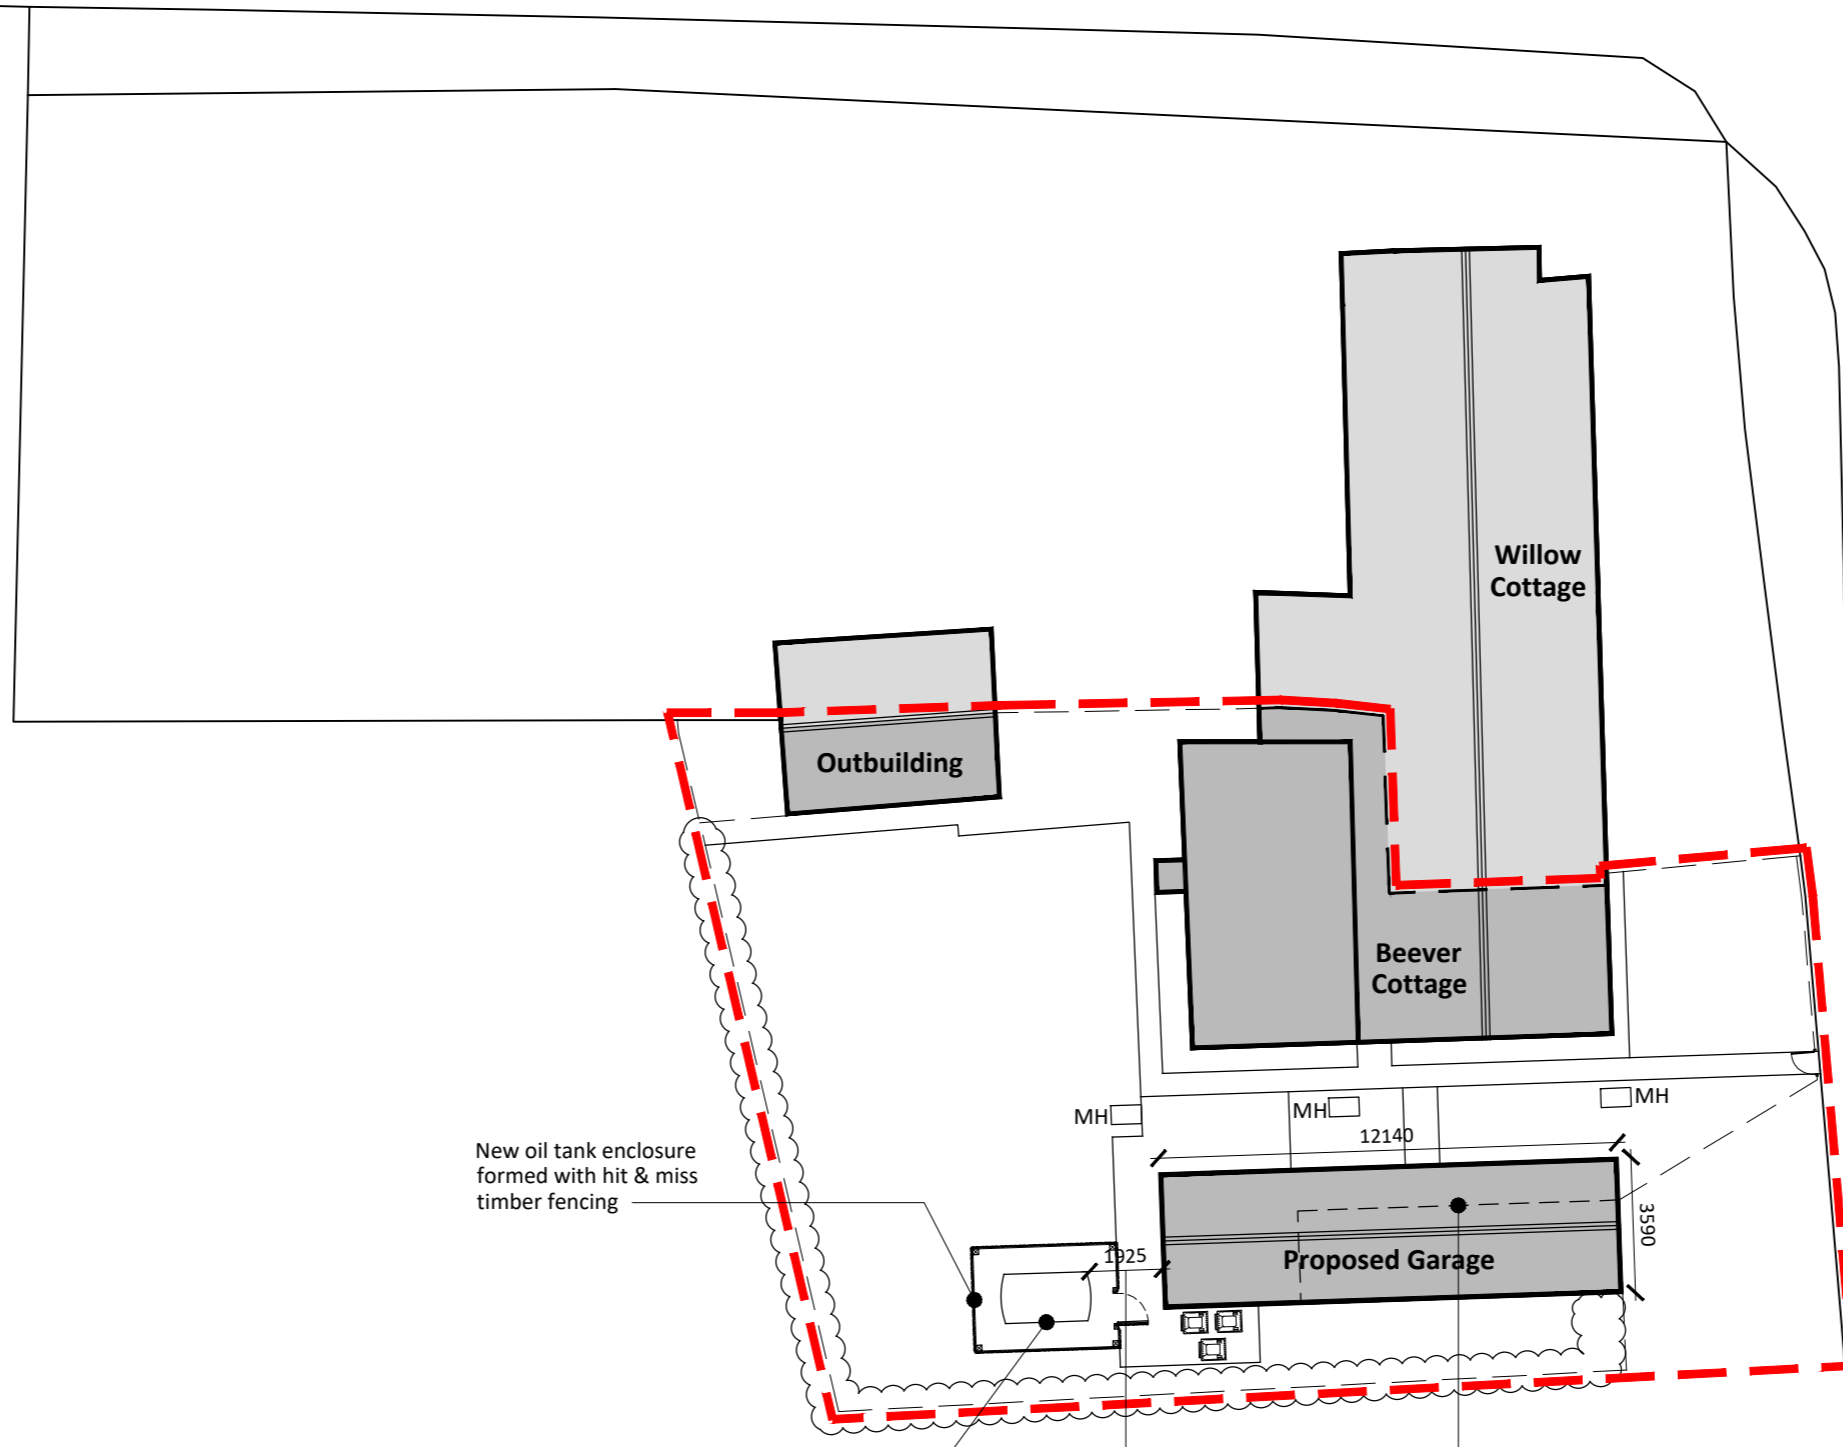 Willow
Cottage
Outbuilding
Beever
Cottage
MH
MH
MH
12140
New oil tank enclosure
formed with hit & miss
timber fencing
3590
1925
Proposed Garage